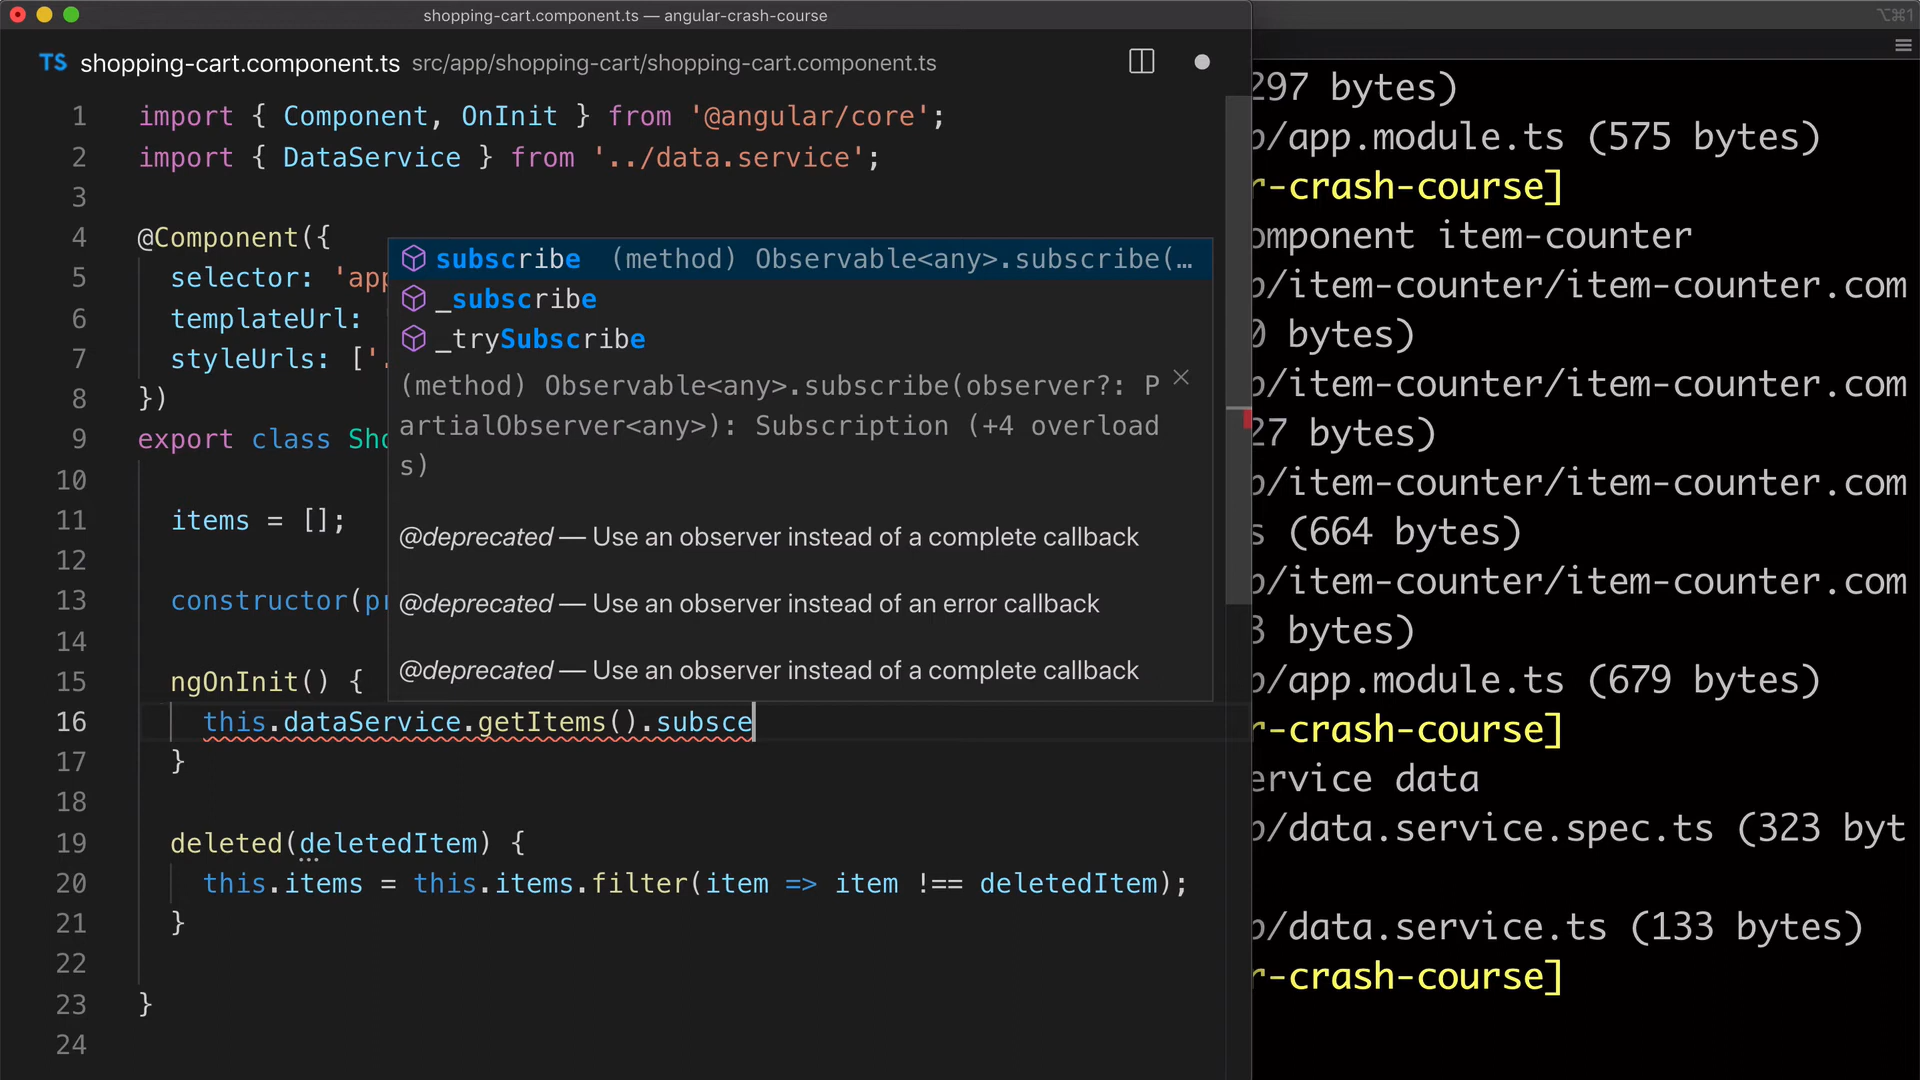 shopping-cart.component.ts — angular-crash-course
⌥⌘1
TS shopping-cart.component.ts src/app/shopping-cart/shopping-cart.component.ts
1 import { Component, OnInit } from '@angular/core';
2 import { DataService } from '../data.service';
3
4 @Component({
5 selector: 'app
6 templateUrl:
7 styleUrls: ['.
8 })
9 export class Sho
10
11 items = [];
12
13 constructor(pr
14
15 ngOnInit() {
16 this.dataService.getItems().subsce
17 }
18
19 deleted(deletedItem) {
20 this.items = this.items.filter(item => item !== deletedItem);
21 }
22
23 }
24
subscribe (method) Observable<any>.subscribe(…
_subscribe
_trySubscribe
(method) Observable<any>.subscribe(observer?: P
artialObserver<any>): Subscription (+4 overload
s)
@deprecated — Use an observer instead of a complete callback
@deprecated — Use an observer instead of an error callback
@deprecated — Use an observer instead of a complete callback
297 bytes)
p/app.module.ts (575 bytes)
r-crash-course]
omponent item-counter
p/item-counter/item-counter.com
0 bytes)
p/item-counter/item-counter.com
27 bytes)
p/item-counter/item-counter.com
s (664 bytes)
p/item-counter/item-counter.com
3 bytes)
p/app.module.ts (679 bytes)
r-crash-course]
ervice data
p/data.service.spec.ts (323 byt
p/data.service.ts (133 bytes)
r-crash-course]